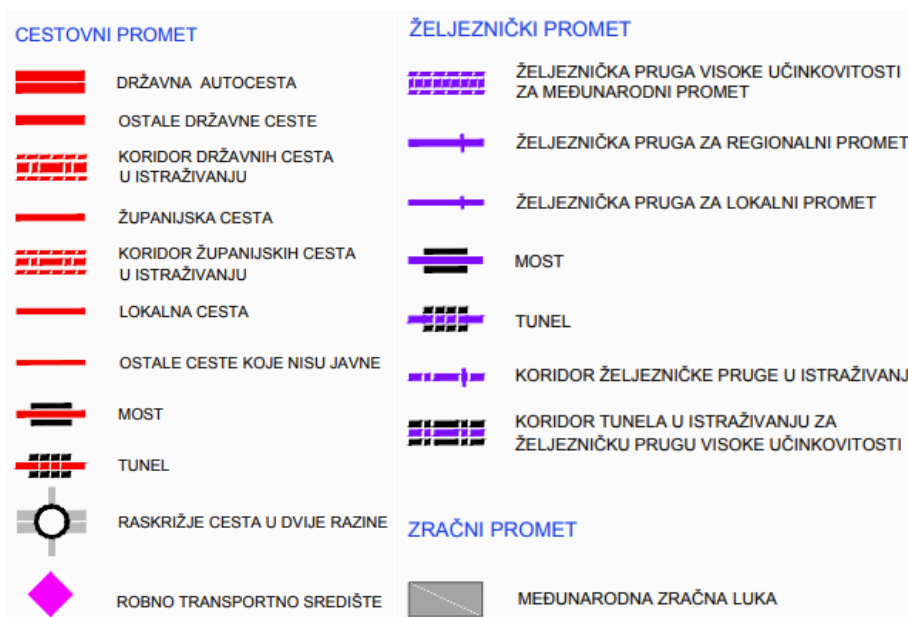 CESTOVNI PROMET
DRŽAVNA AUTOCESTA
OSTALE DRŽAVNE CESTE
KORIDOR DRŽAVNIH CESTA
U ISTRAŽIVANJU
ŽUPANIJSKA CESTA
KORIDOR ŽUPANIJSKIH CESTA
U ISTRAŽIVANJU
LOKALNA CESTA
OSTALE CESTE KOJE NISU JAVNE
MOST
TUNEL
RASKRIŽJE CESTA U DVIJE RAZINE
ROBNO TRANSPORTNO SREDIŠTE
ŽELJEZNIČKI PROMET
ŽELJEZNIČKA PRUGA VISOKE UČINKOVITOSTI
ZA MEĐUNARODNI PROMET
ŽELJEZNIČKA PRUGA ZA REGIONALNI PROMET
ŽELJEZNIČKA PRUGA ZA LOKALNI PROMET
MOST
TUNEL
KORIDOR ŽELJEZNIČKE PRUGE U ISTRAŽIVANJ
KORIDOR TUNELA U ISTRAŽIVANJU ZA
ŽELJEZNIČKU PRUGU VISOKE UČINKOVITOSTI
ZRAČNI PROMET
MEĐUNARODNA ZRAČNA LUKA